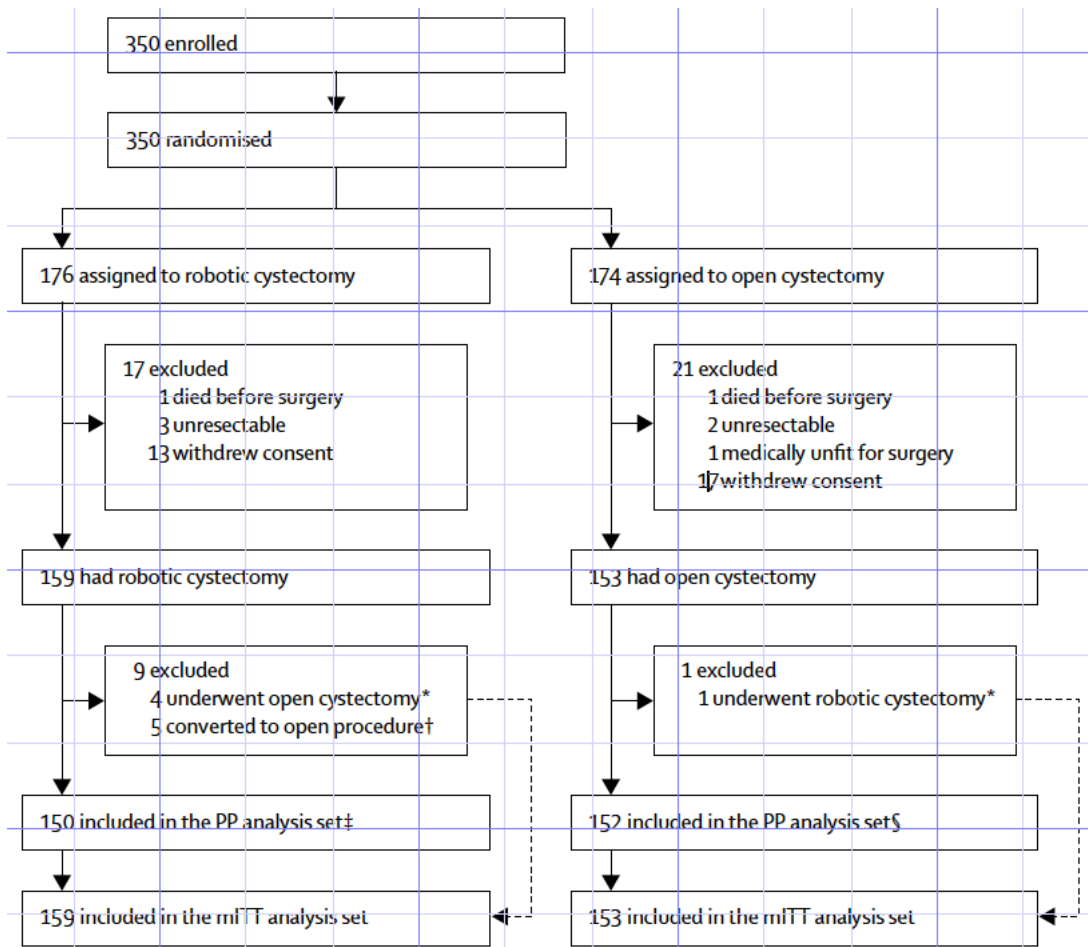 350 enrolled
350 randomised
176 assigned to robotic cystectomy
174 assigned to open cystectomy
17 excluded
1 died before surgery
3 unresectable
13 withdrew consent
21 excluded
1 died before surgery
2 unresectable
1 medically unfit for surgery
17 withdrew consent
159 had robotic cystectomy
153 had open cystectomy
9 excluded
4 underwent open cystectomy*
5 converted to open procedure†
1 excluded
1 underwent robotic cystectomy*
150 included in the PP analysis set‡
152 included in the PP analysis set§
159 included in the mITT analysis set
153 included in the mITT analysis set